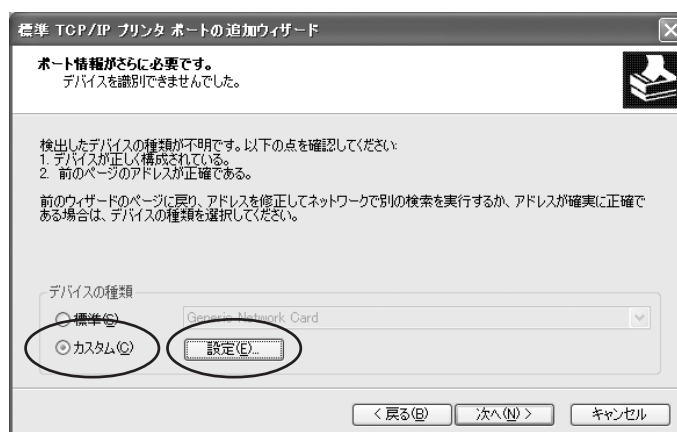 標準 TCP/IP プリンタ ポートの追加ウィザード
ポート情報がさらに必要です。
デバイスを識別できませんでした。
検出したデバイスの種類が不明です。以下の点を確認してください:
1. デバイスが正しく構成されている。
2. 前のページのアドレスが正確である。
前のウィザードのページに戻り、アドレスを修正してネットワークで別の検索を実行するか、アドレスが確実に正確で
ある場合は、デバイスの種類を選択してください。
デバイスの種類
標準(S) Generic Network Card
カスタム(C) 設定(E)...
< 戻る(B) 次へ(N) > キャンセル